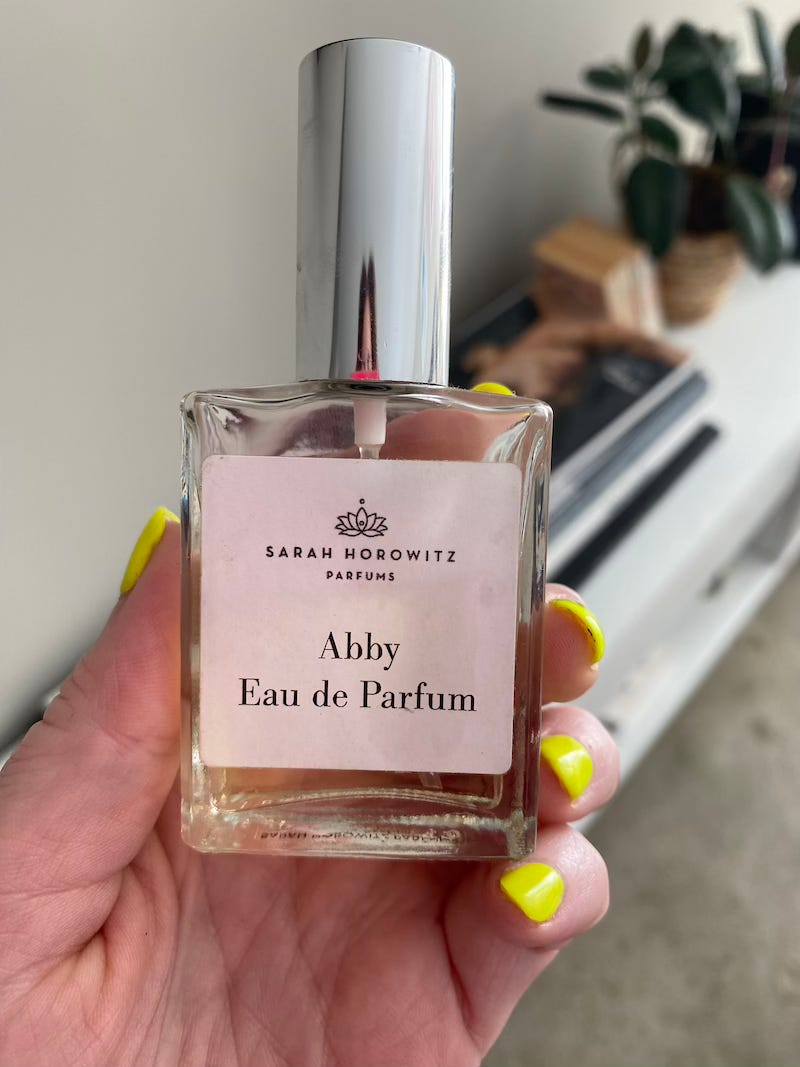 SARAH HOROWITZ
PARFUMS
Abby
Eau de Parfum